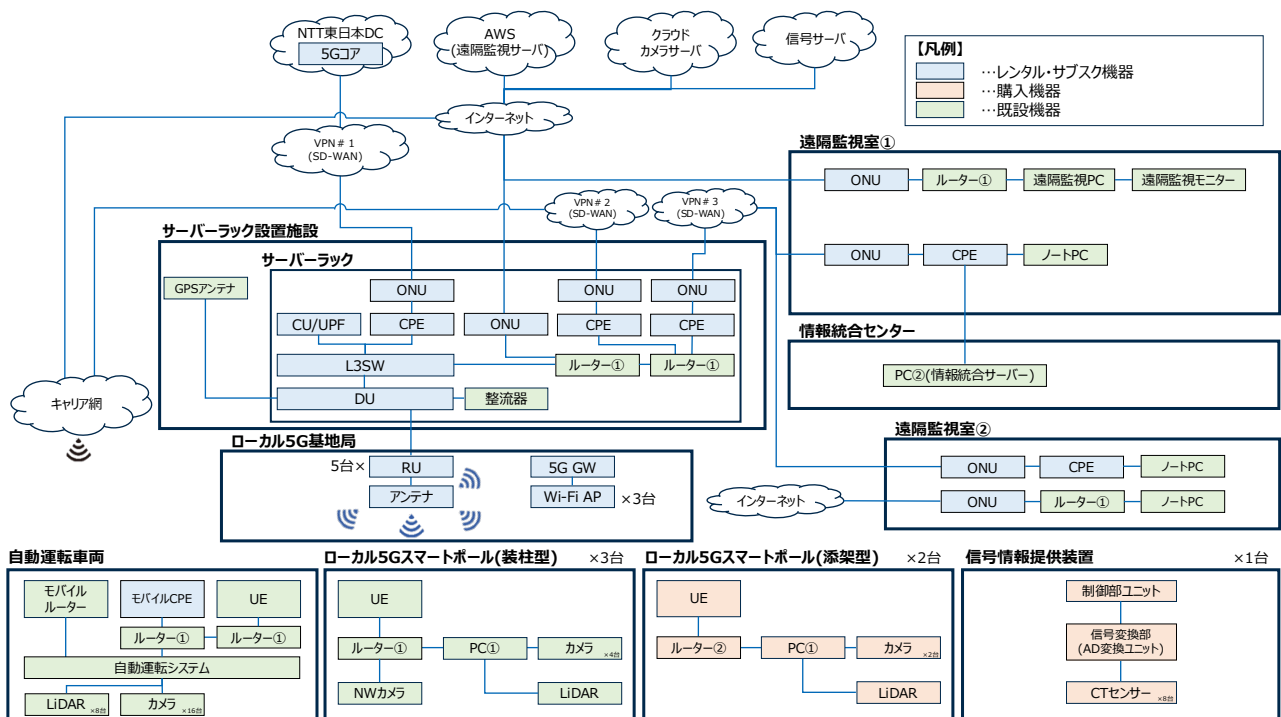 NTT東日本DC
5Gコア
AWS
(遠隔監視サーバ)
クラウド
カメラサーバ
信号サーバ
【凡例】
…レンタル・サブスク機器
…購入機器
…既設機器
インターネット
VPN#1
(SD-WAN)
VPN#2
(SD-WAN)
VPN#3
(SD-WAN)
キャリア網
遠隔監視室①
ONU
ルーター①
遠隔監視PC
遠隔監視モニター
ONU
CPE
ノートPC
情報統合センター
PC②(情報統合サーバー)
遠隔監視室②
ONU
CPE
ノートPC
インターネット
ONU
ルーター①
ノートPC
サーバーラック設置施設
サーバーラック
GPSアンテナ
ONU
ONU
ONU
CU/UPF
CPE
ONU
CPE
CPE
L3SW
ルーター①
ルーター①
DU
整流器
ローカル5G基地局
5台×
RU
5G GW
アンテナ
Wi-Fi AP
×3台
自動運転車両
モバイル
ルーター
モバイルCPE
UE
ルーター①
ルーター①
自動運転システム
LiDAR
×8台
カメラ
×16台
ローカル5Gスマートポール(装柱型)
×3台
UE
ルーター①
PC①
カメラ
×4台
NWカメラ
LiDAR
ローカル5Gスマートポール(添架型)
×2台
UE
ルーター②
PC①
カメラ
×2台
LiDAR
信号情報提供装置
×1台
制御部ユニット
信号変換部
(AD変換ユニット)
CTセンサー
×8台